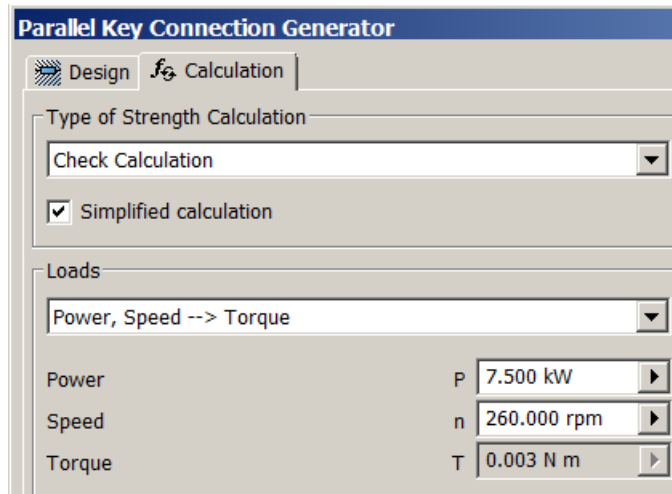 Parallel Key Connection Generator
Design Calculation
Type of Strength Calculation
Check Calculation
Simplified calculation
Loads
Power, Speed --> Torque
Power P 7.500 kW
Speed n 260.000 rpm
Torque T 0.003 N m